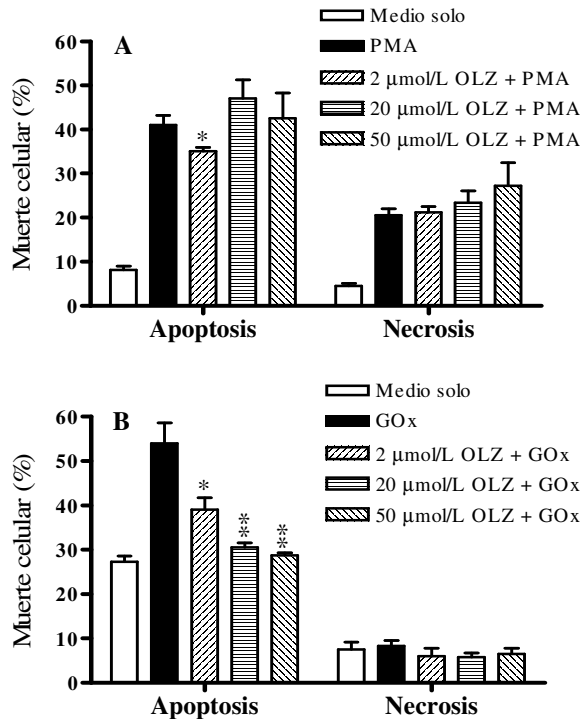 A
Medio solo
PMA
2 μmol/L OLZ + PMA
20 μmol/L OLZ + PMA
50 μmol/L OLZ + PMA
Muerte celular (%)
60
50
40
30
20
10
0
*
Apoptosis
Necrosis
B
Medio solo
GOx
2 μmol/L OLZ + GOx
20 μmol/L OLZ + GOx
50 μmol/L OLZ + GOx
Muerte celular (%)
60
50
40
30
20
10
0
*
**
**
Apoptosis
Necrosis